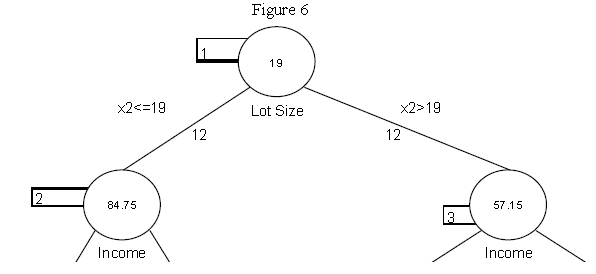 Figure 6
1
19
Lot Size
x2<=19
x2>19
12
12
2
84.75
3
57.15
Income
Income